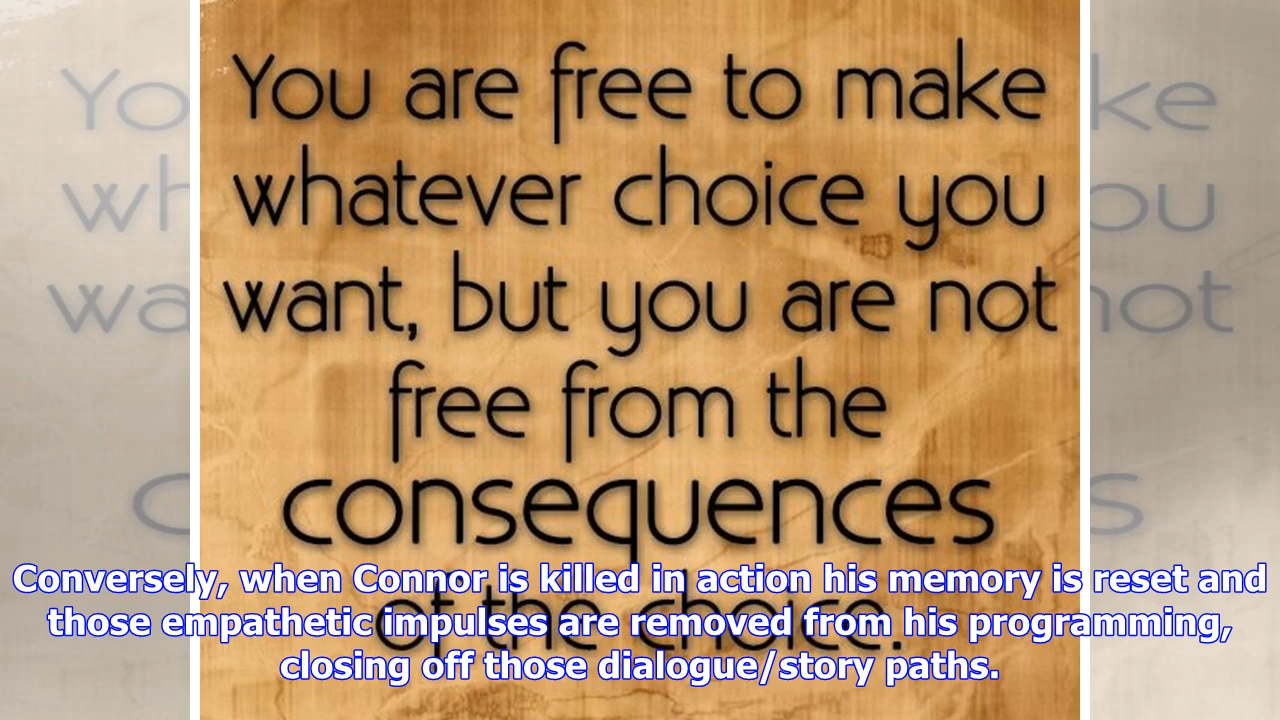 You are free to make
whatever choice you
want, but you are not
free from the
consequences
of the choice.
Conversely, when Connor is killed in action his memory is reset and
those empathetic impulses are removed from his programming,
closing off those dialogue/story paths.